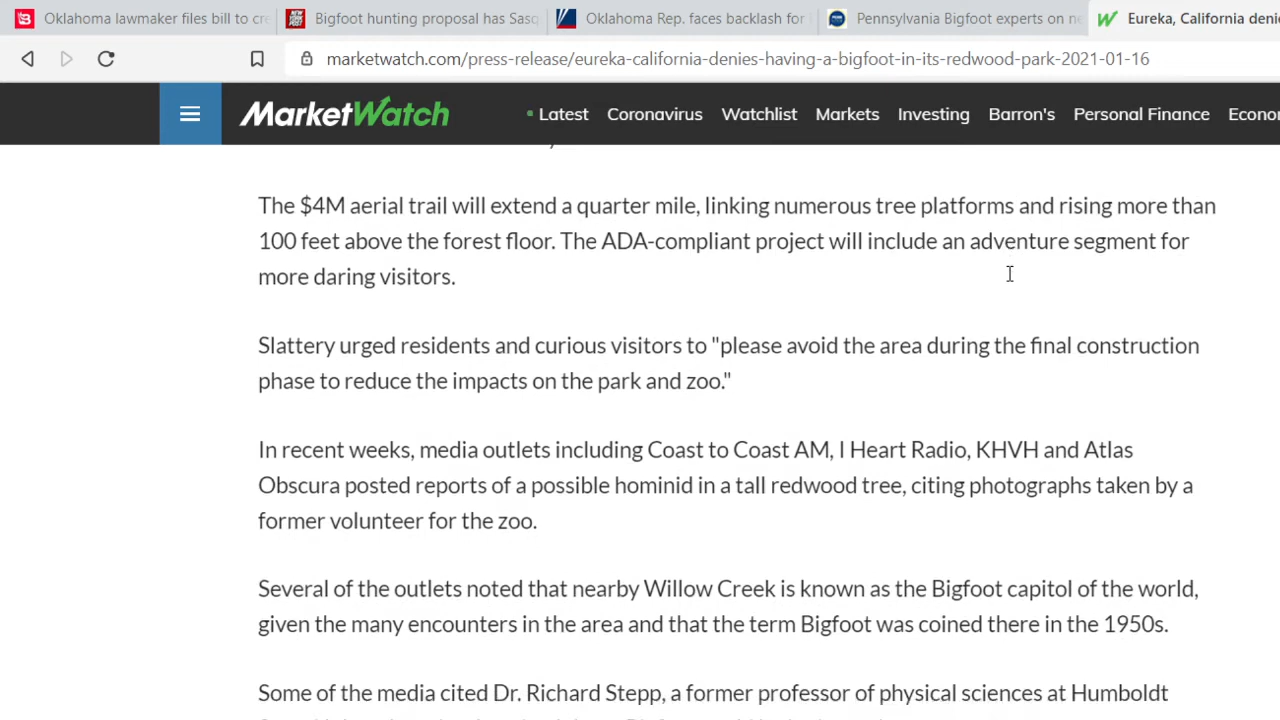 Oklahoma lawmaker files bill to cre
Bigfoot hunting proposal has Sasq
Oklahoma Rep. faces backlash for
Pennsylvania Bigfoot experts on ne
Eureka, California denie
marketwatch.com/press-release/eureka-california-denies-having-a-bigfoot-in-its-redwood-park-2021-01-16
MarketWatch
Latest Coronavirus Watchlist Markets Investing Barron's Personal Finance Econo
The $4M aerial trail will extend a quarter mile, linking numerous tree platforms and rising more than
100 feet above the forest floor. The ADA-compliant project will include an adventure segment for
more daring visitors.
Slattery urged residents and curious visitors to "please avoid the area during the final construction
phase to reduce the impacts on the park and zoo."
In recent weeks, media outlets including Coast to Coast AM, I Heart Radio, KHVH and Atlas
Obscura posted reports of a possible hominid in a tall redwood tree, citing photographs taken by a
former volunteer for the zoo.
Several of the outlets noted that nearby Willow Creek is known as the Bigfoot capitol of the world,
given the many encounters in the area and that the term Bigfoot was coined there in the 1950s.
Some of the media cited Dr. Richard Stepp, a former professor of physical sciences at Humboldt